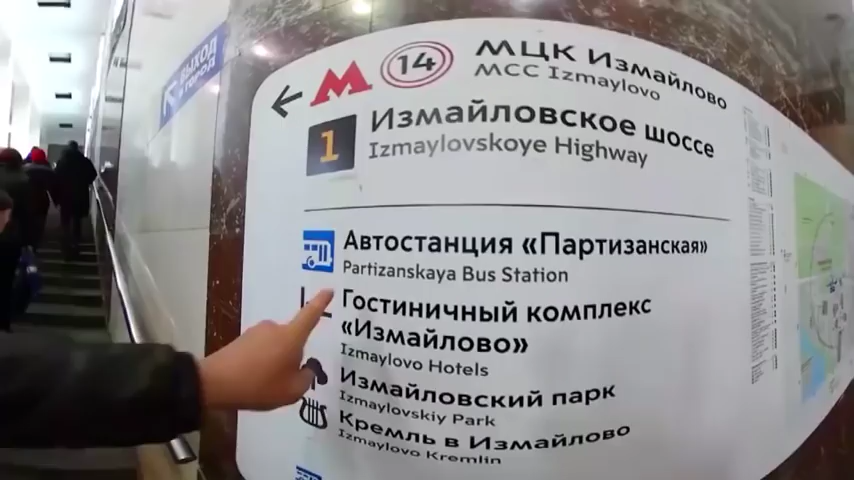 ВЫХОД
В ГОРОД
14 МЦК Измайлово
MCC Izmaylovo
1 Измайловское шоссе
Izmaylovskoye Highway
Автостанция «Партизанская»
Partizanskaya Bus Station
Гостиничный комплекс
«Измайлово»
Izmaylovo Hotels
Измайловский парк
Izmaylovskiy Park
Кремль в Измайлово
Izmaylovo Kremlin